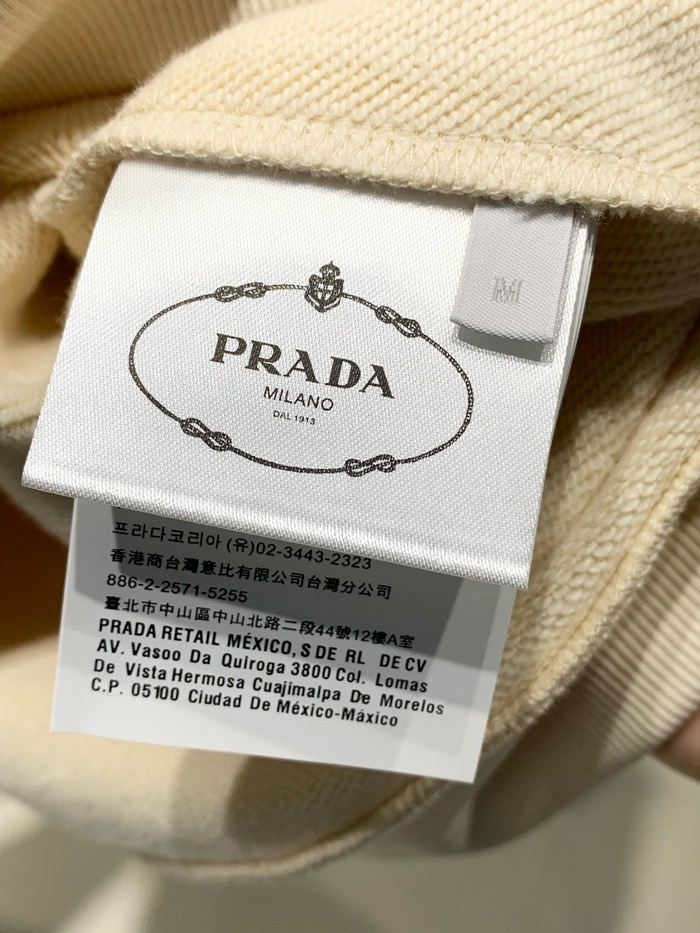 PRADA
MILANO
DAL 1913
프라다코리아 (유)02-3443-2323
香港商台灣意比有限公司台灣分公司
886-2-2571-5255
臺北市中山區中山北路二段44號12樓A室
PRADA RETAIL MÉXICO, S DE RL DE CV
AV. Vasoo Da Quiroga 3800 Col. Lomas
De Vista Hermosa Cuajimalpa De Morelos
C.P. 05100 Ciudad De México-Máxico